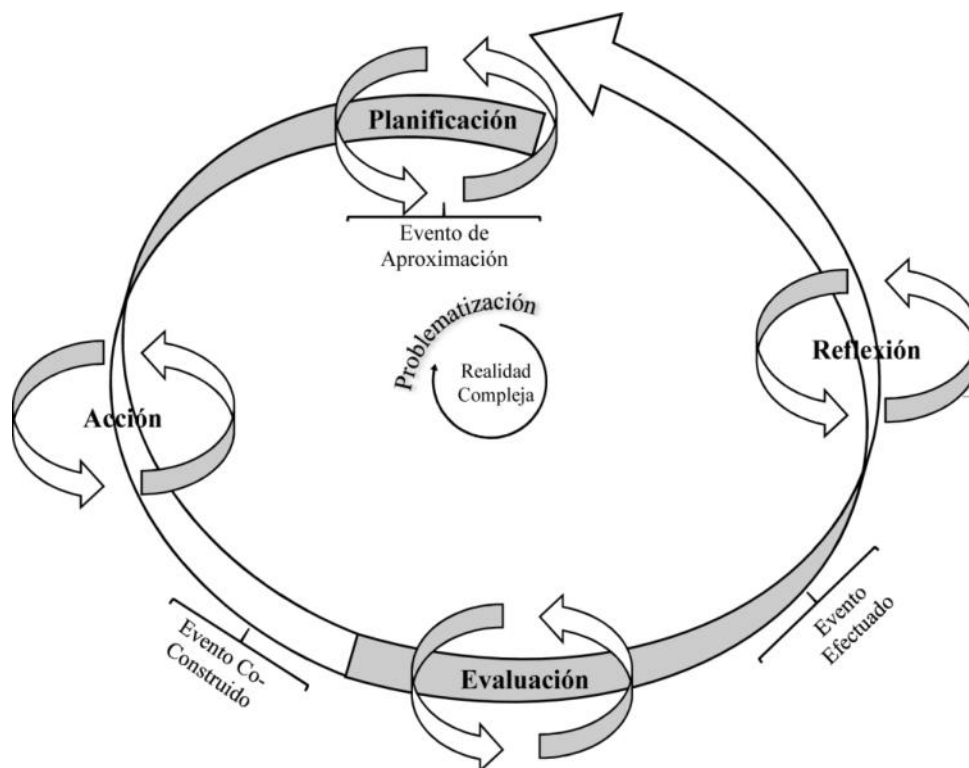 Planificación
Evento de
Aproximación
Problematización
Realidad
Compleja
Reflexión
Acción
Evento Co-
Construido
Evaluación
Evento
Efectuado